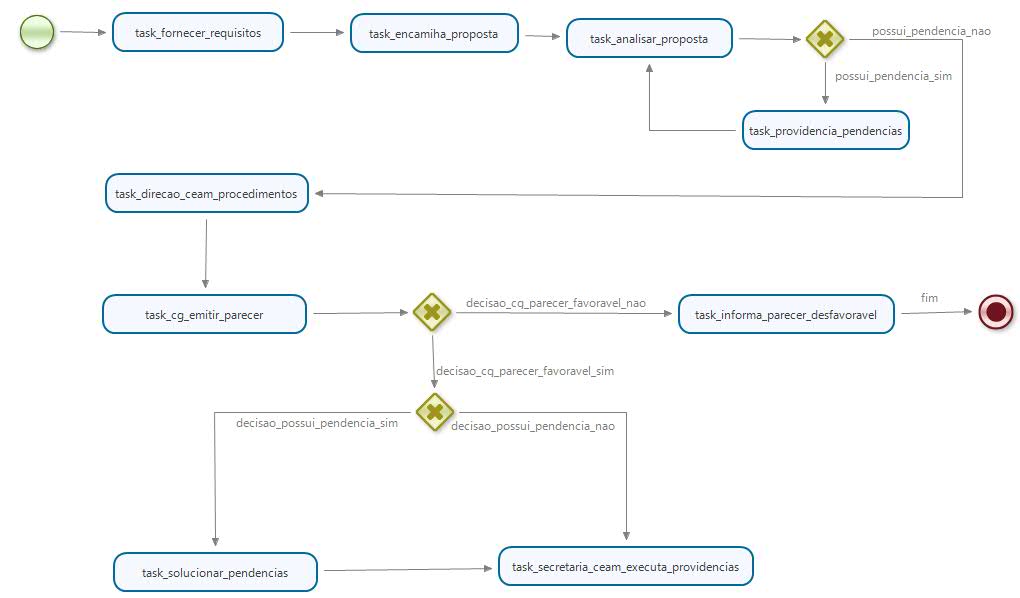 task_fornecer_requisitos
task_encamiha_proposta
task_analisar_proposta
possui_pendencia_nao
possui_pendencia_sim
task_providencia_pendencias
task_direcao_ceam_procedimentos
task_cg_emitir_parecer
decisao_cq_parecer_favoravel_nao
task_informa_parecer_desfavoravel
fim
decisao_cq_parecer_favoravel_sim
decisao_possui_pendencia_sim
decisao_possui_pendencia_nao
task_solucionar_pendencias
task_secretaria_ceam_executa_providencias